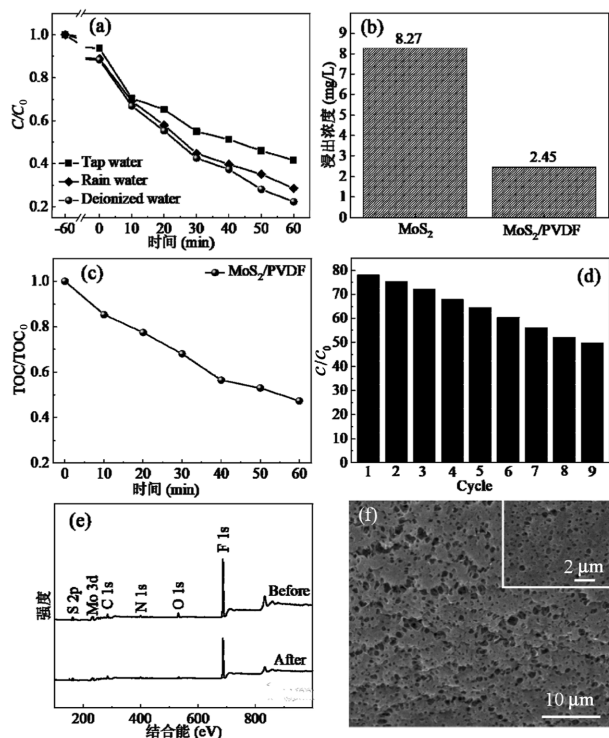 (a)
C/C₀
1.0
0.8
0.6
0.4
0.2
Tap water
Rain water
Deionized water
-60 0 10 20 30 40 50 60
时间 (min)
(b)
浸出浓度 (mg/L)
9
8
7
6
5
4
3
2
1
0
8.27
2.45
MoS₂ MoS₂/PVDF
(c)
MoS₂/PVDF
TOC/TOC₀
1.0
0.8
0.6
0.4
0.2
0 10 20 30 40 50 60
时间 (min)
(d)
C/C₀
80
70
60
50
40
30
20
10
0
1 2 3 4 5 6 7 8 9
Cycle
(e)
强度
S 2p
Mo 3d
C 1s
N 1s
O 1s
F 1s
Before
After
200 400 600 800
结合能 (eV)
(f)
2 μm
10 μm